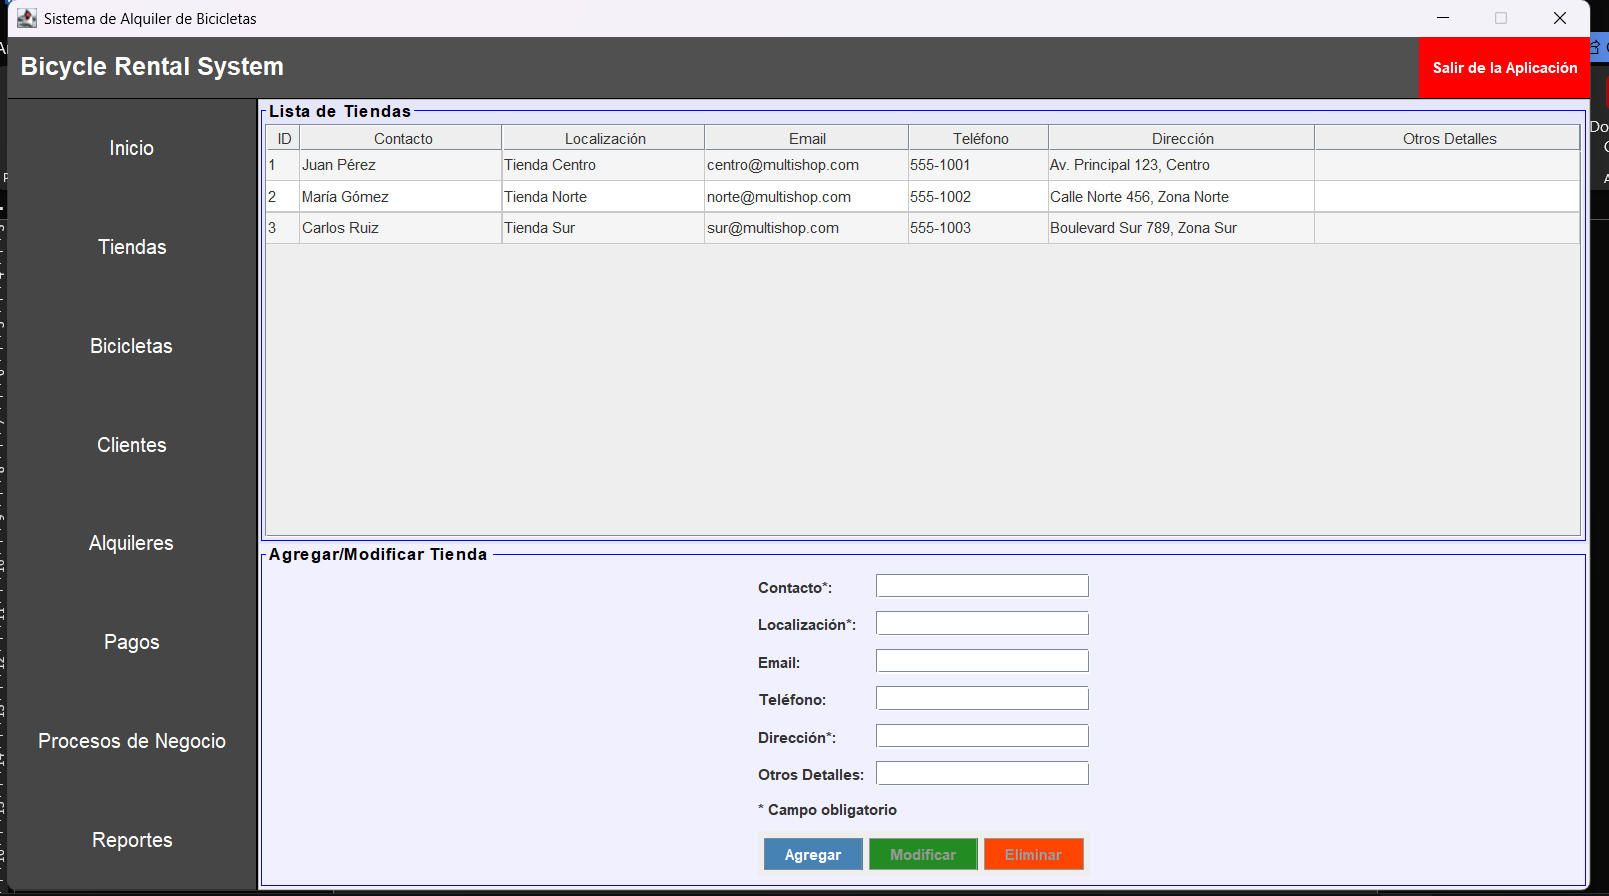 Sistema de Alquiler de Bicicletas
Bicycle Rental System
Salir de la Aplicación
Inicio
Tiendas
Bicicletas
Clientes
Alquileres
Pagos
Procesos de Negocio
Reportes
Lista de Tiendas
ID Contacto Localización Email Teléfono Dirección Otros Detalles
1 Juan Pérez Tienda Centro centro@multishop.com 555-1001 Av. Principal 123, Centro
2 María Gómez Tienda Norte norte@multishop.com 555-1002 Calle Norte 456, Zona Norte
3 Carlos Ruiz Tienda Sur sur@multishop.com 555-1003 Boulevard Sur 789, Zona Sur
Agregar/Modificar Tienda
Contacto*:
Localización*:
Email:
Teléfono:
Dirección*:
Otros Detalles:
* Campo obligatorio
Agregar Modificar Eliminar